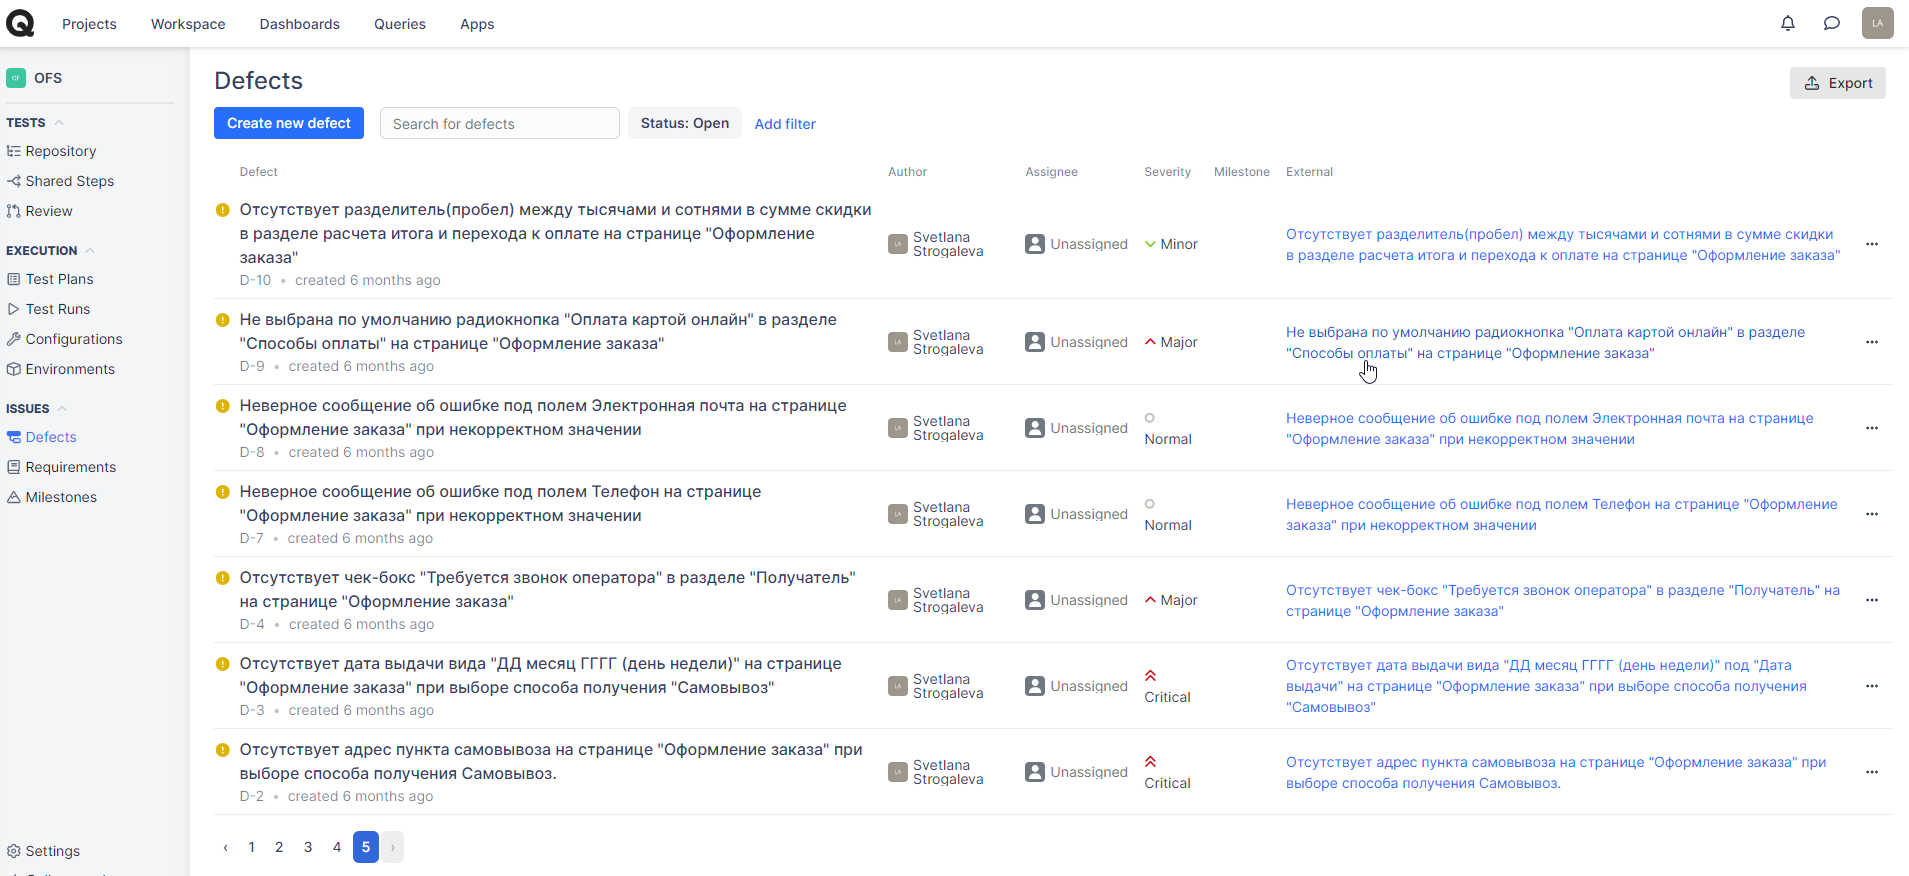 Projects Workspace Dashboards Queries Apps LA
OF OFS
TESTS
Repository
Shared Steps
Review
EXECUTION
Test Plans
Test Runs
Configurations
Environments
ISSUES
Defects
Requirements
Milestones
Settings
Defects
Export
Create new defect Search for defects Status: Open Add filter
Defect Author Assignee Severity Milestone External
Отсутствует разделитель(пробел) между тысячами и сотнями в сумме скидки
в разделе расчета итога и перехода к оплате на странице "Оформление
заказа"
D-10 • created 6 months ago
LA Svetlana
Strogaleva
Unassigned
Minor
Отсутствует разделитель(пробел) между тысячами и сотнями в сумме скидки
в разделе расчета итога и перехода к оплате на странице "Оформление заказа"
Не выбрана по умолчанию радиокнопка "Оплата картой онлайн" в разделе
"Способы оплаты" на странице "Оформление заказа"
D-9 • created 6 months ago
LA Svetlana
Strogaleva
Unassigned
Major
Не выбрана по умолчанию радиокнопка "Оплата картой онлайн" в разделе
"Способы оплаты" на странице "Оформление заказа"
Неверное сообщение об ошибке под полем Электронная почта на странице
"Оформление заказа" при некорректном значении
D-8 • created 6 months ago
LA Svetlana
Strogaleva
Unassigned
Normal
Неверное сообщение об ошибке под полем Электронная почта на странице
"Оформление заказа" при некорректном значении
Неверное сообщение об ошибке под полем Телефон на странице
"Оформление заказа" при некорректном значении
D-7 • created 6 months ago
LA Svetlana
Strogaleva
Unassigned
Normal
Неверное сообщение об ошибке под полем Телефон на странице "Оформление
заказа" при некорректном значении
Отсутствует чек-бокс "Требуется звонок оператора" в разделе "Получатель"
на странице "Оформление заказа"
D-4 • created 6 months ago
LA Svetlana
Strogaleva
Unassigned
Major
Отсутствует чек-бокс "Требуется звонок оператора" в разделе "Получатель" на
странице "Оформление заказа"
Отсутствует дата выдачи вида "ДД месяц ГГГГ (день недели)" на странице
"Оформление заказа" при выборе способа получения "Самовывоз"
D-3 • created 6 months ago
LA Svetlana
Strogaleva
Unassigned
Critical
Отсутствует дата выдачи вида "ДД месяц ГГГГ (день недели)" под "Дата
выдачи" на странице "Оформление заказа" при выборе способа получения
"Самовывоз"
Отсутствует адрес пункта самовывоза на странице "Оформление заказа" при
выборе способа получения Самовывоз.
D-2 • created 6 months ago
LA Svetlana
Strogaleva
Unassigned
Critical
Отсутствует адрес пункта самовывоза на странице "Оформление заказа" при
выборе способа получения Самовывоз.
‹ 1 2 3 4 5 ›